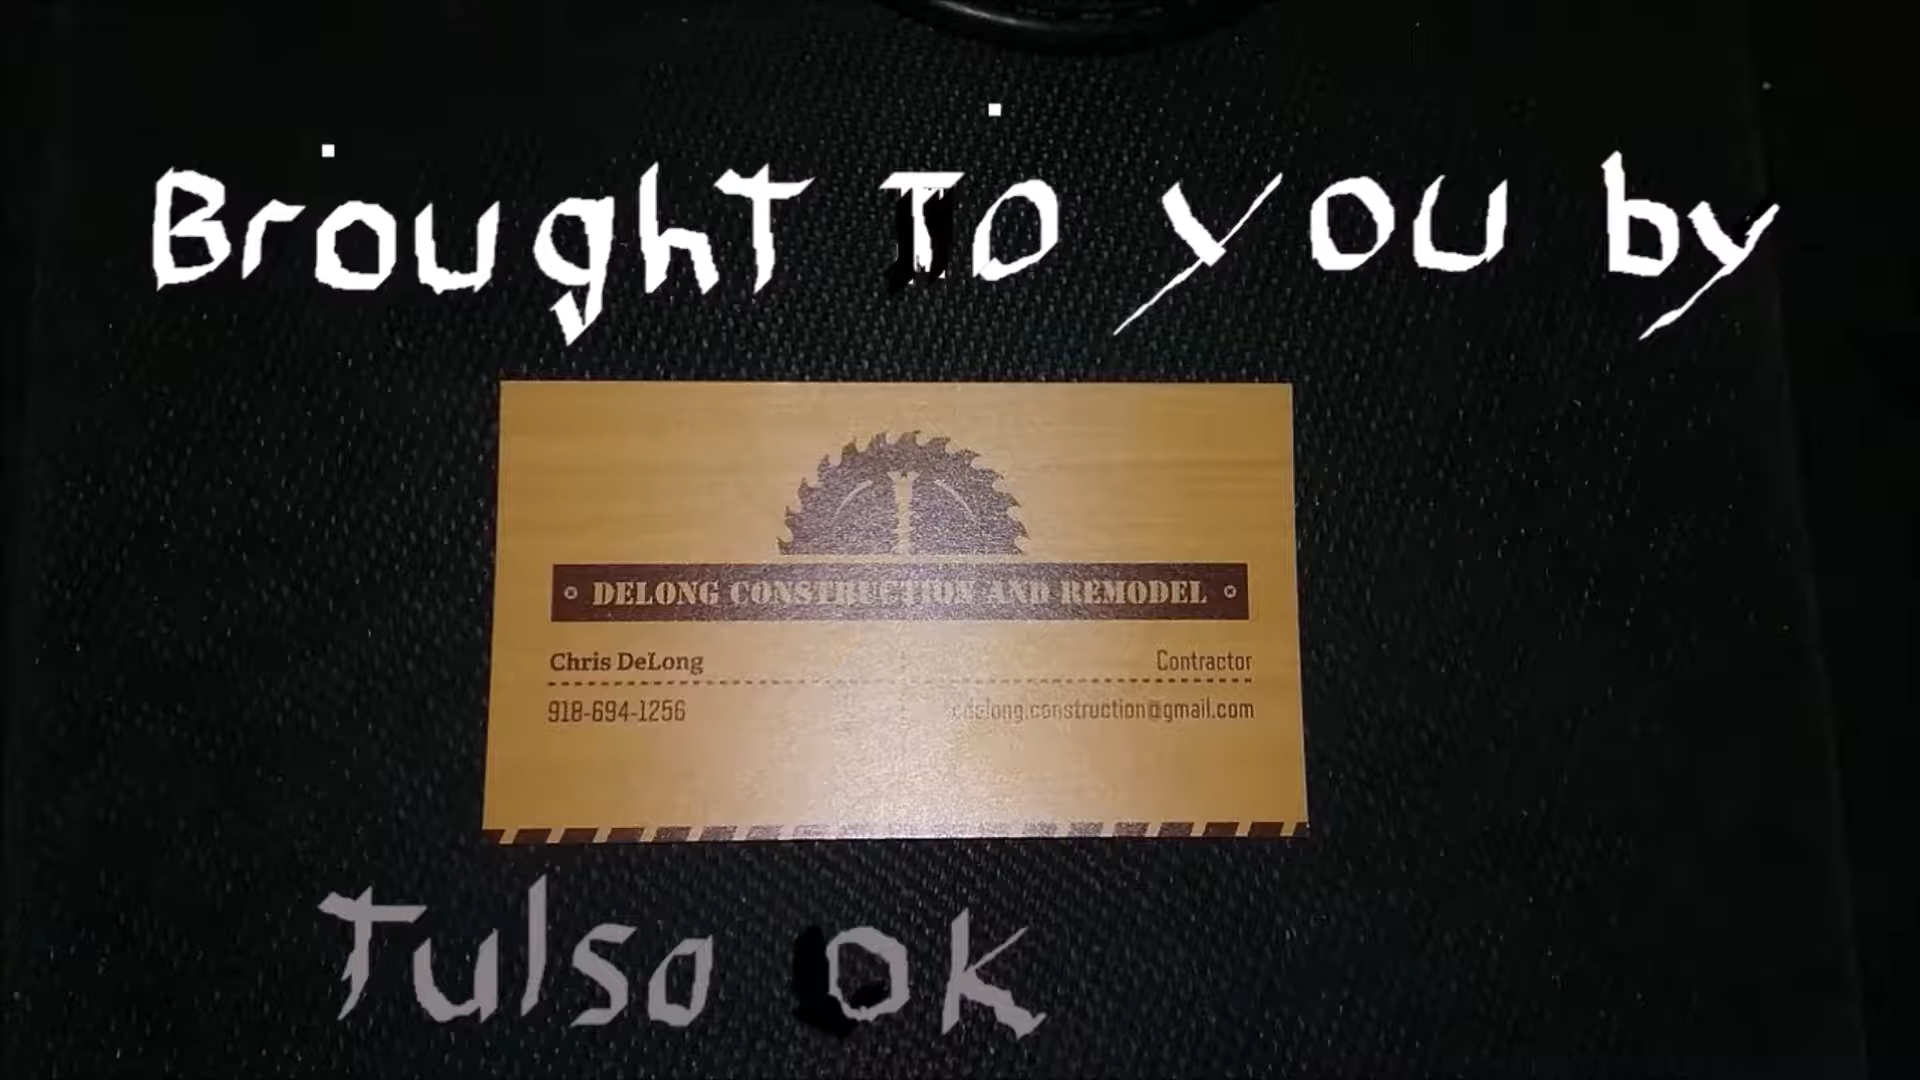 Brought To you by
DELONG CONSTRUCTION AND REMODEL
Chris DeLong Contractor
918-694-1256 cdelong.construction@gmail.com
Tulsa OK